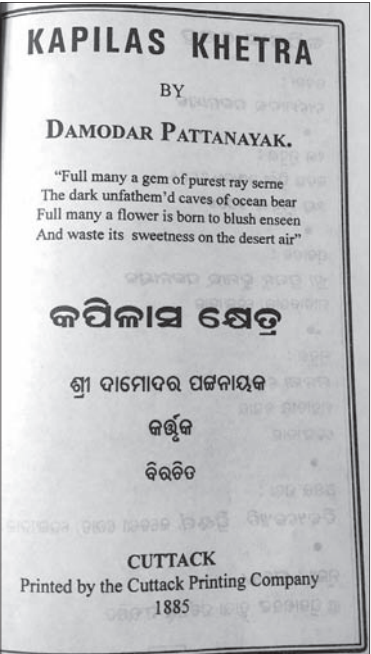 KAPILAS KHETRA
BY
DAMODAR PATTANAYAK.
“Full many a gem of purest ray serne
The dark unfathem’d caves of ocean bear
Full many a flower is born to blush enseen
And waste its sweetness on the desert air”
କପିଳାସ କ୍ଷେତ୍ର
ଶ୍ରୀ ଦାମୋଦର ପଟ୍ଟନାୟକ
କର୍ତ୍ତୃକ
ବିରଚିତ
CUTTACK
Printed by the Cuttack Printing Company
1885